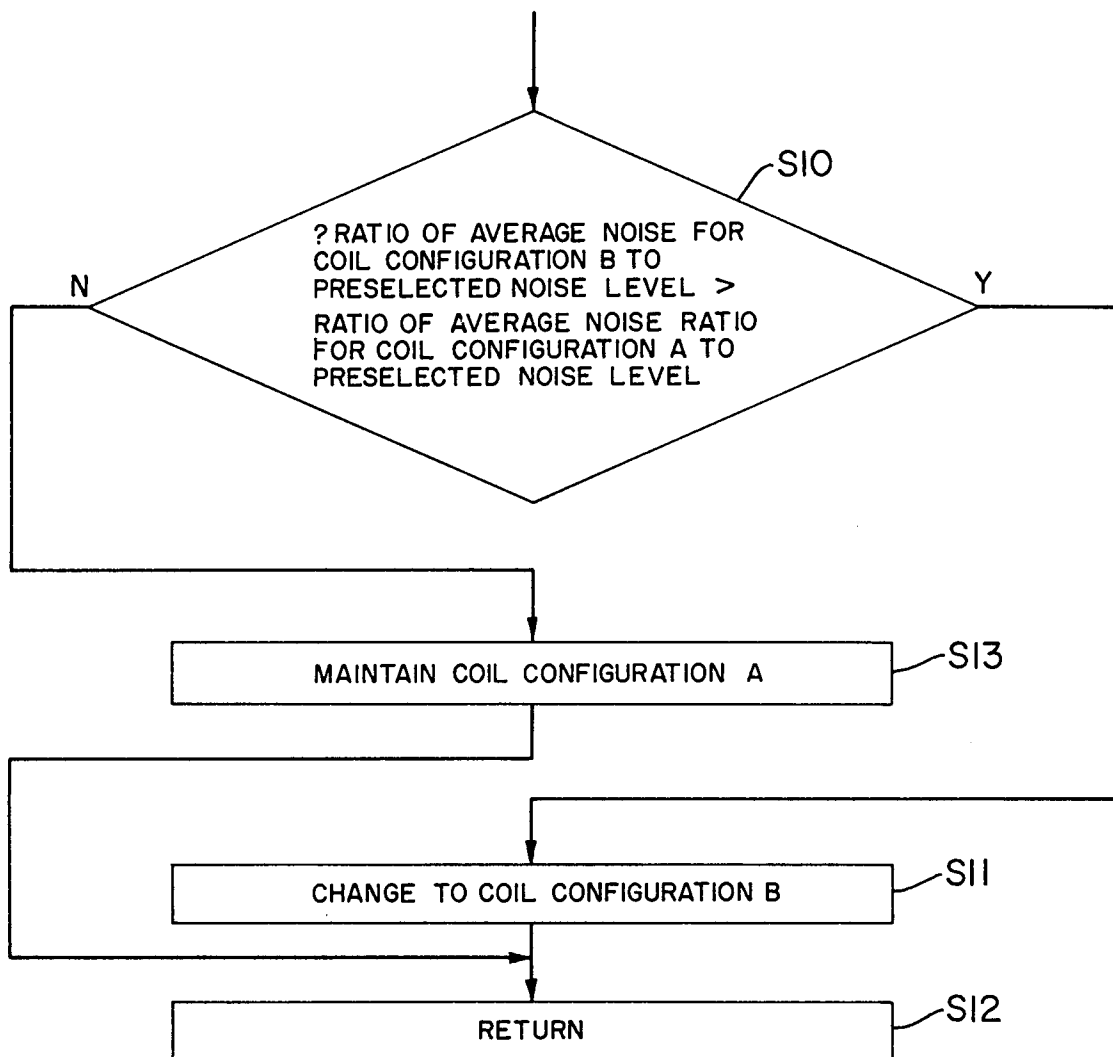 S10
? RATIO OF AVERAGE NOISE FOR
COIL CONFIGURATION B TO
PRESELECTED NOISE LEVEL >
RATIO OF AVERAGE NOISE RATIO
FOR COIL CONFIGURATION A TO
PRESELECTED NOISE LEVEL
N
Y
MAINTAIN COIL CONFIGURATION A
S13
CHANGE TO COIL CONFIGURATION B
S11
RETURN
S12